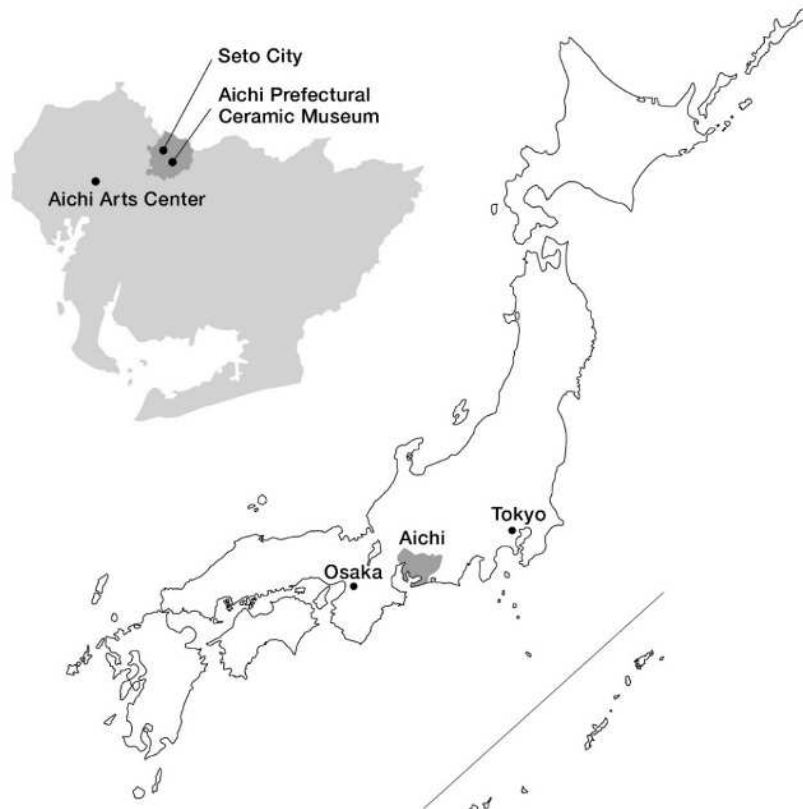 Seto City
Aichi Prefectural
Ceramic Museum
Aichi Arts Center
Tokyo
Aichi
Osaka